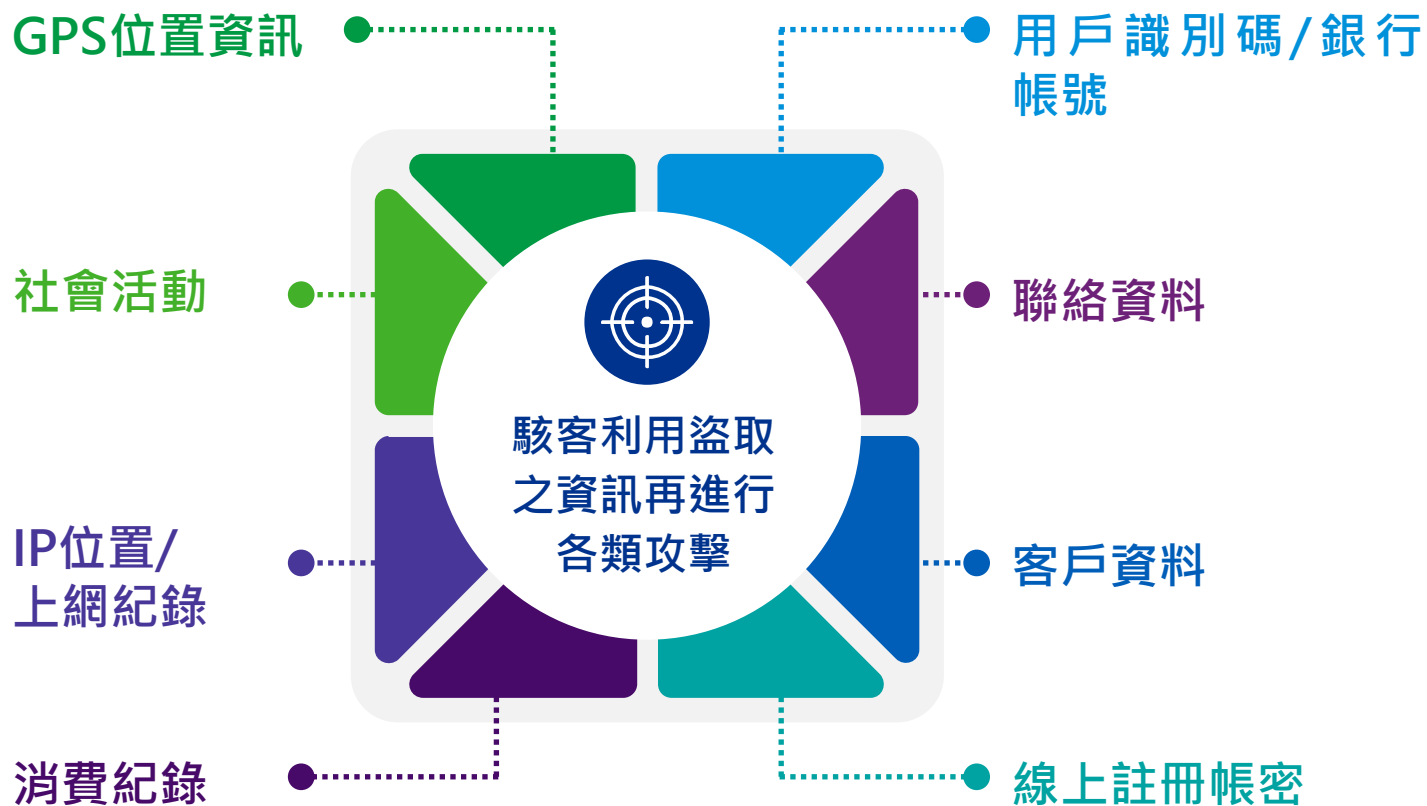 GPS位置資訊
用戶識別碼/銀行
帳號
社會活動
聯絡資料
駭客利用盜取
之資訊再進行
各類攻擊
IP位置/
上網紀錄
客戶資料
消費紀錄
線上註冊帳密